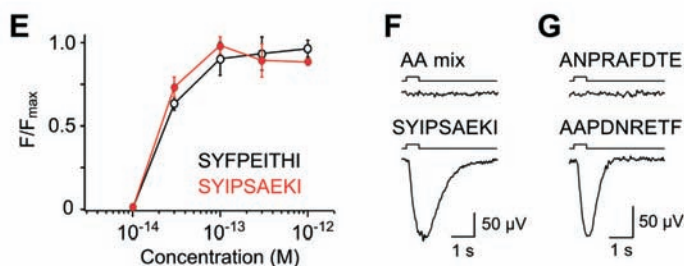 E
F/Fmax
1.0
0.5
0
SYFPEITHI
SYIPSAEKI
10-14
10-13
10-12
Concentration (M)
F
AA mix
SYIPSAEKI
50 μV
1 s
G
ANPRAFDTE
AAPDNRETF
50 μV
1 s